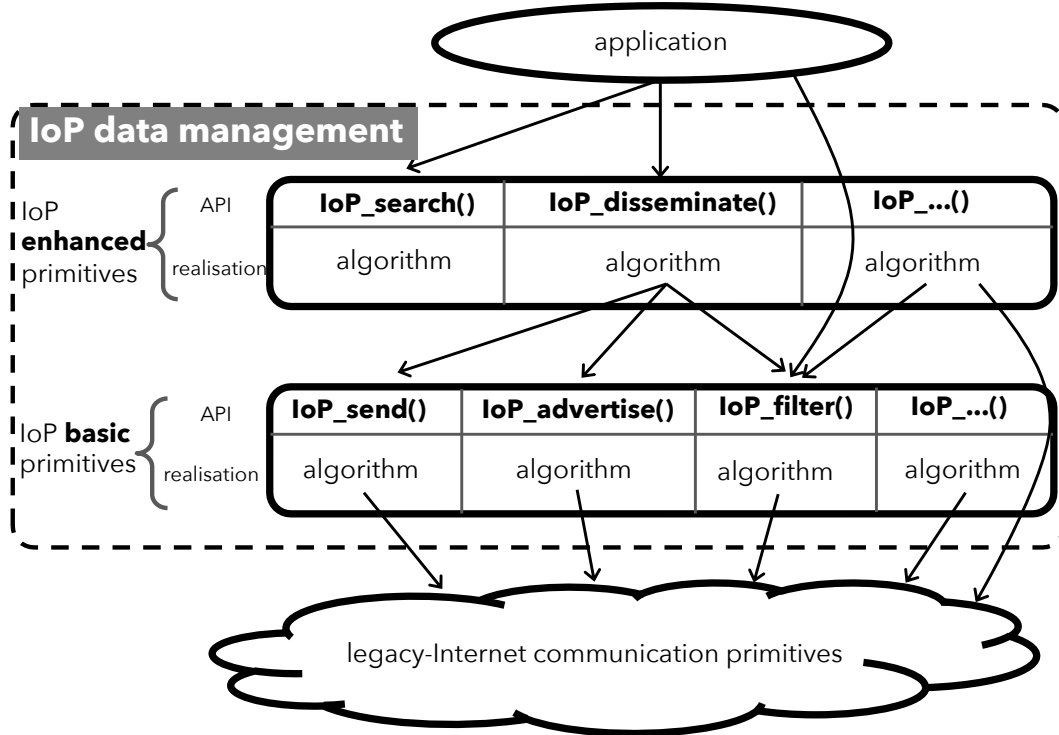 application
IoP data management
IoP
enhanced
primitives
API
realisation
IoP_search() IoP_disseminate() IoP_...()
algorithm algorithm algorithm
IoP basic
primitives
API
realisation
IoP_send() IoP_advertise() IoP_filter() IoP_...()
algorithm algorithm algorithm algorithm
legacy-Internet communication primitives